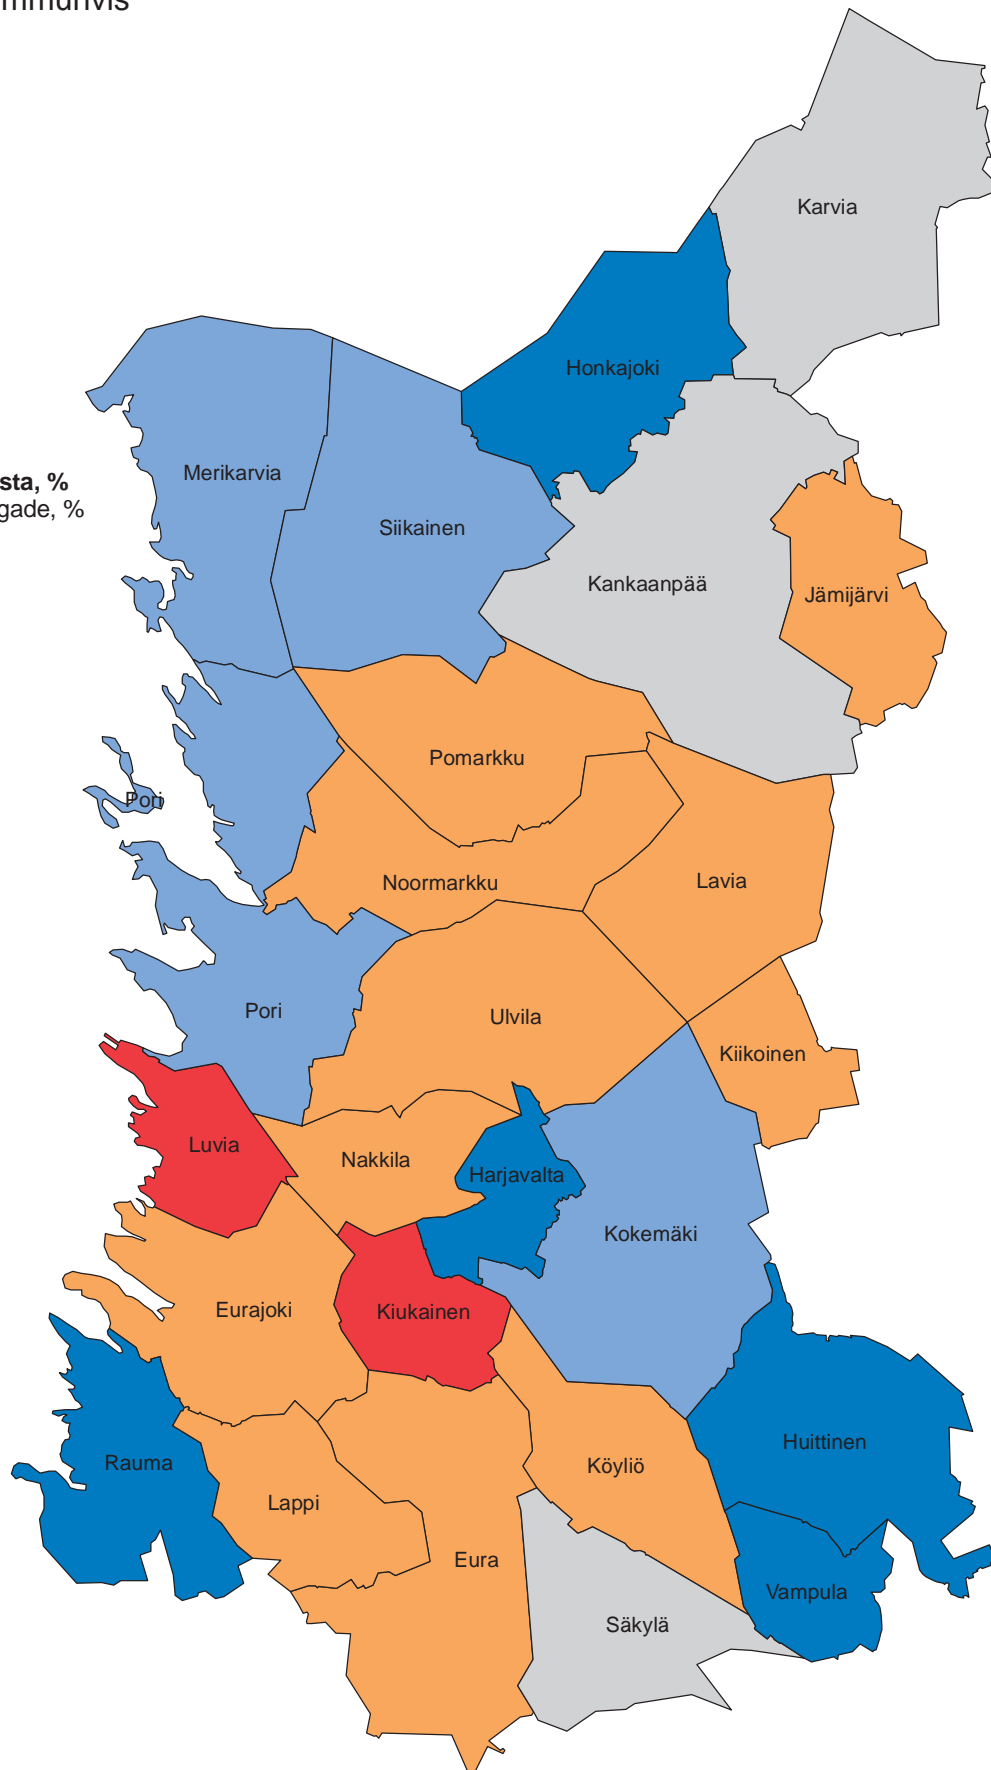 Karvia
Honkajoki
Merikarvia
sta, %
gade, %
Siikainen
Kankaanpää
Jämijärvi
Pomarkku
Pori
Noormarkku
Lavia
Pori
Ulvila
Kiikoinen
Luvia
Nakkila
Harjavalta
Kokemäki
Eurajoki
Kiukainen
Huittinen
Rauma
Köyliö
Lappi
Eura
Vampula
Säkylä